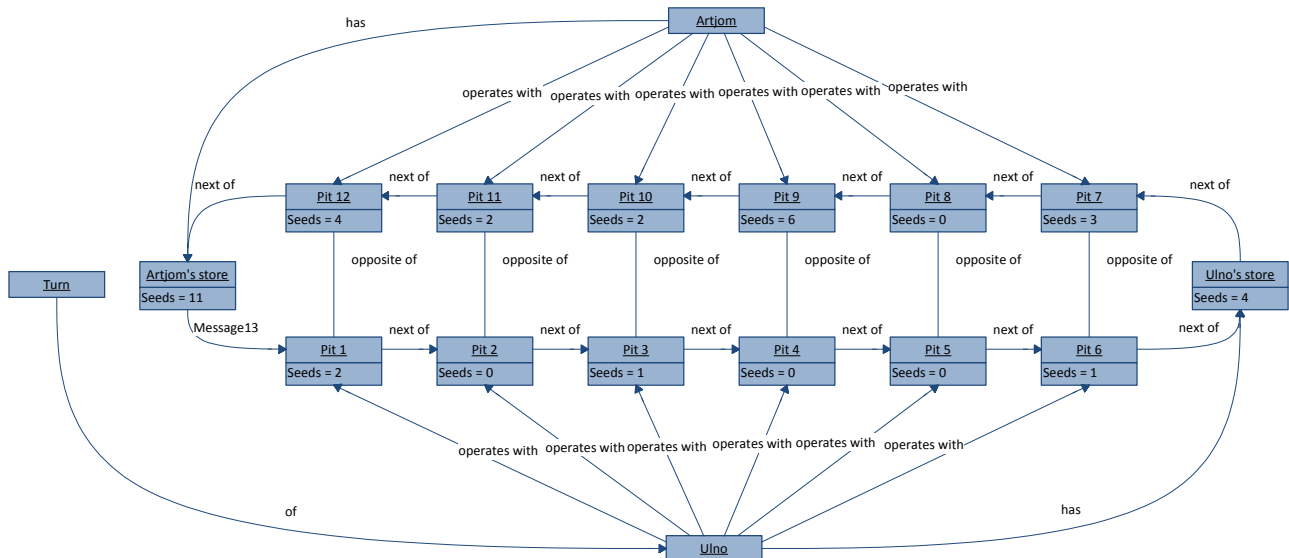 Artjom
has
operates with
operates with
operates with
operates with
operates with
operates with
next of
Pit 12
Seeds = 4
next of
Pit 11
Seeds = 2
next of
Pit 10
Seeds = 2
next of
Pit 9
Seeds = 6
next of
Pit 8
Seeds = 0
next of
Pit 7
Seeds = 3
next of
opposite of
opposite of
opposite of
opposite of
opposite of
opposite of
Turn
Artjom's store
Seeds = 11
Ulno's store
Seeds = 4
Message13
Pit 1
Seeds = 2
next of
Pit 2
Seeds = 0
next of
Pit 3
Seeds = 1
next of
Pit 4
Seeds = 0
next of
Pit 5
Seeds = 0
next of
Pit 6
Seeds = 1
next of
operates with
operates with
operates with
operates with
operates with
operates with
of
has
Ulno